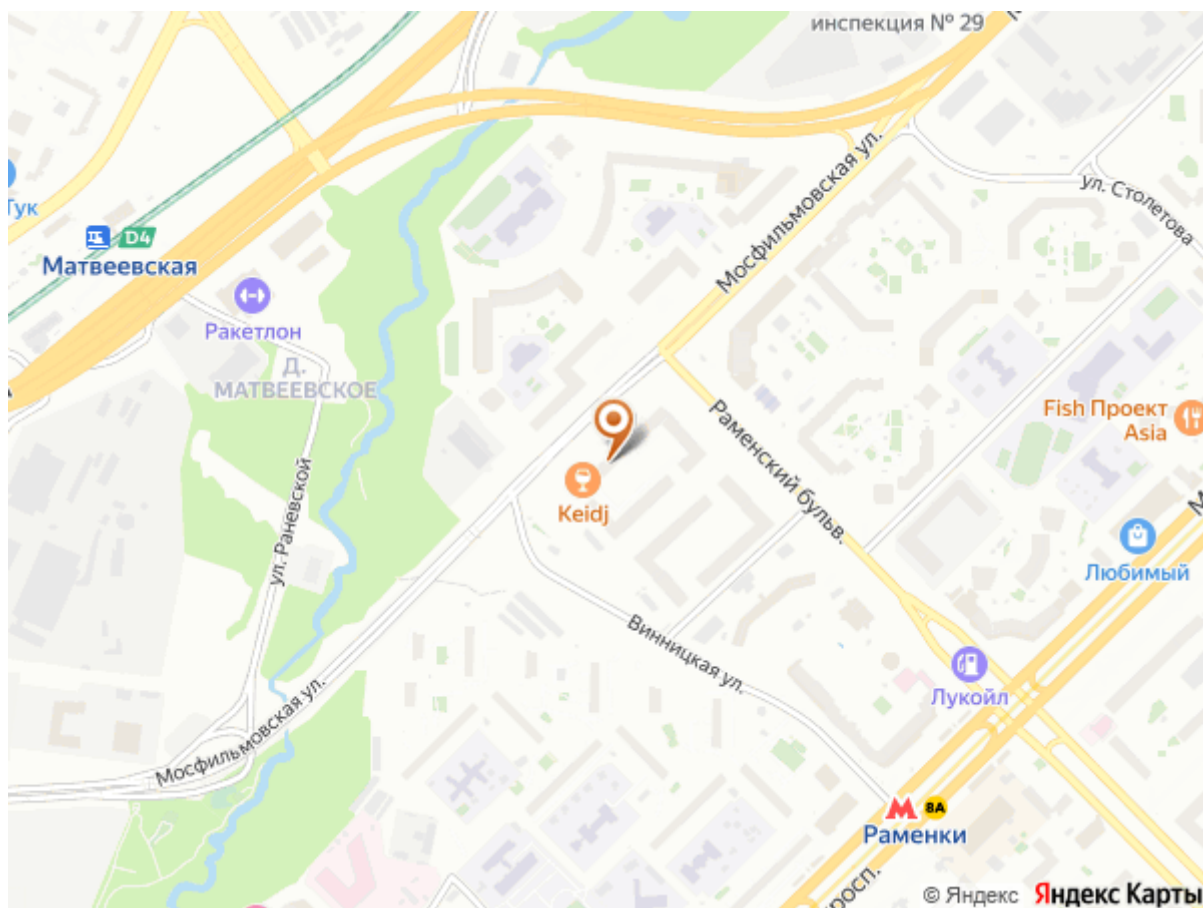 инспекция № 29
Мосфильмовская ул.
ул. Столетова
Тук
D4
Матвеевская
Ракетлон
Д.
МАТВЕЕВСКОЕ
Fish Проект
Asia
Раменский бульв.
Keidj
ул. Раневской
Любимый
Винницкая ул.
Лукойл
Мосфильмовская ул.
8А
Раменки
просп.
© Яндекс Яндекс Карты